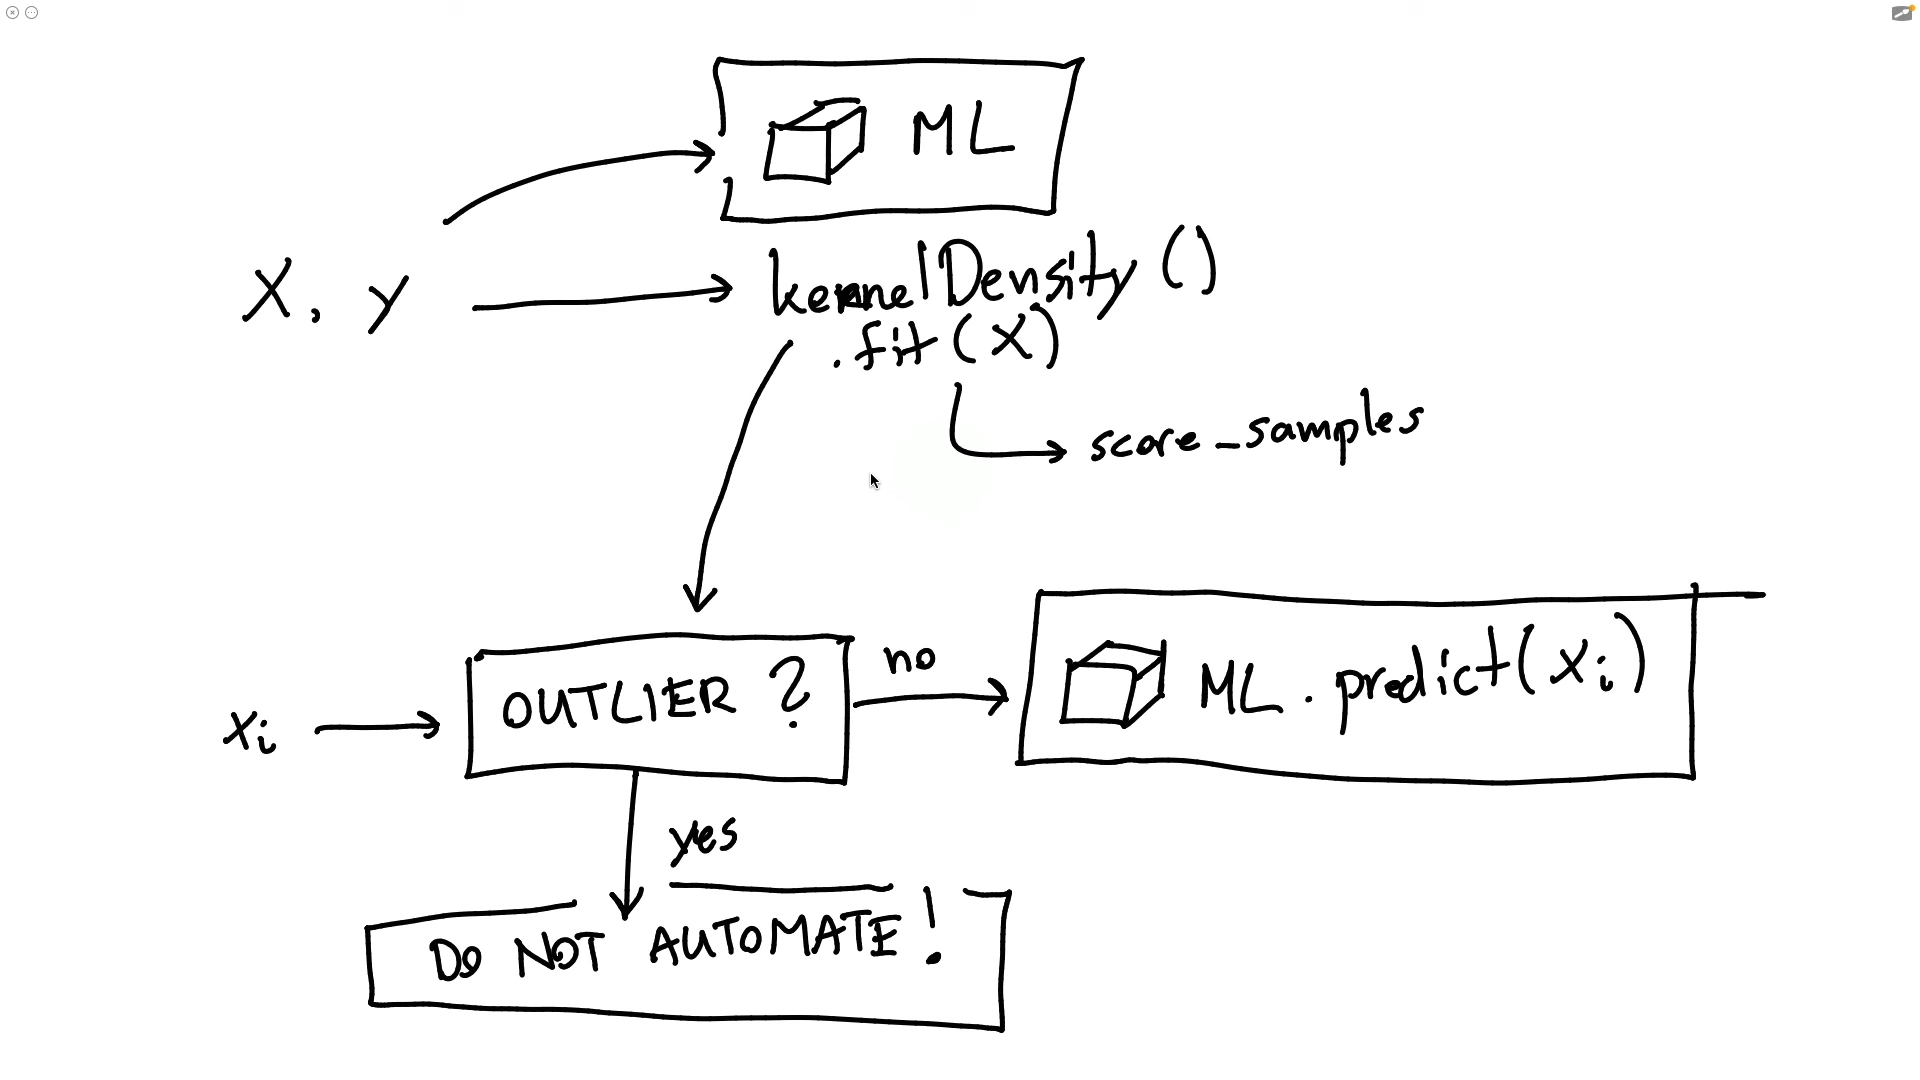 ML
X, y
kernelDensity ()
.fit (X)
score_samples
no
OUTLIER ?
ML . predict(xi)
xi
yes
DO NOT AUTOMATE !